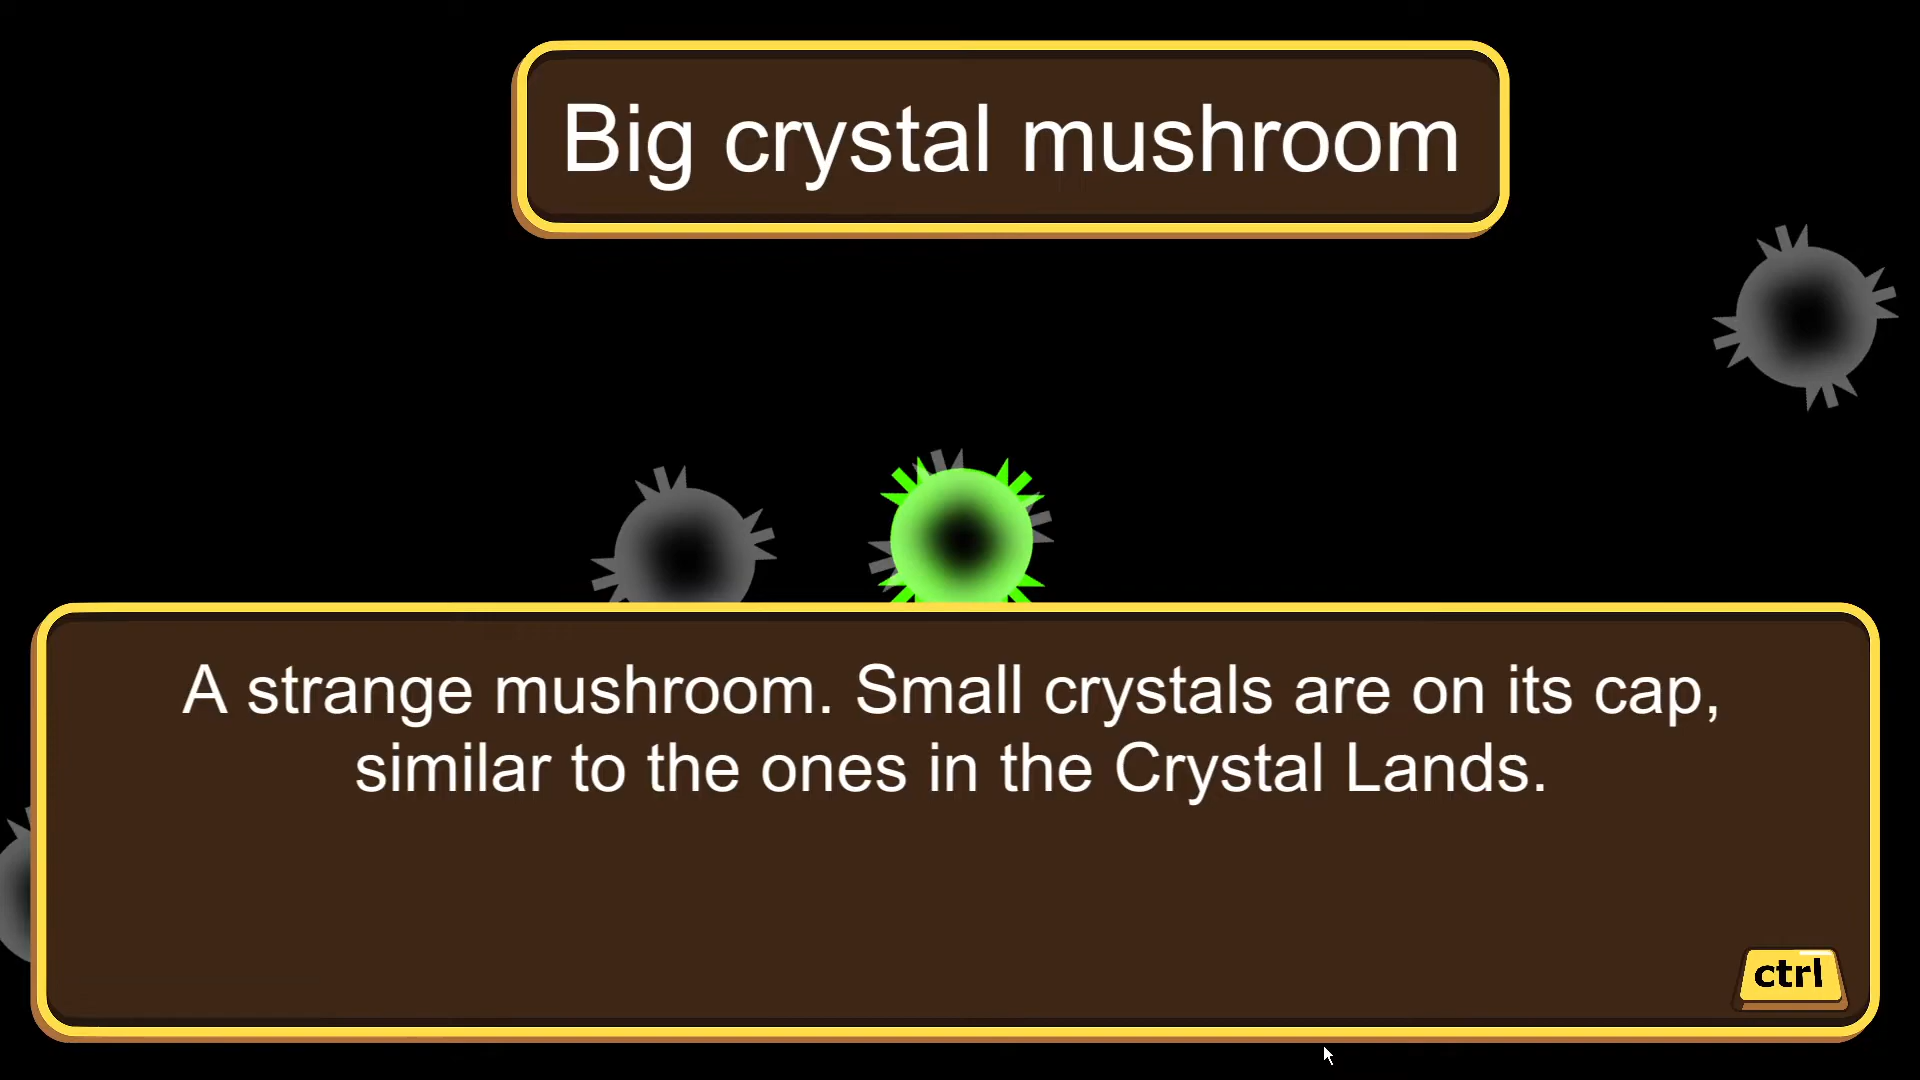 Big crystal mushroom
A strange mushroom. Small crystals are on its cap,
similar to the ones in the Crystal Lands.
ctrl